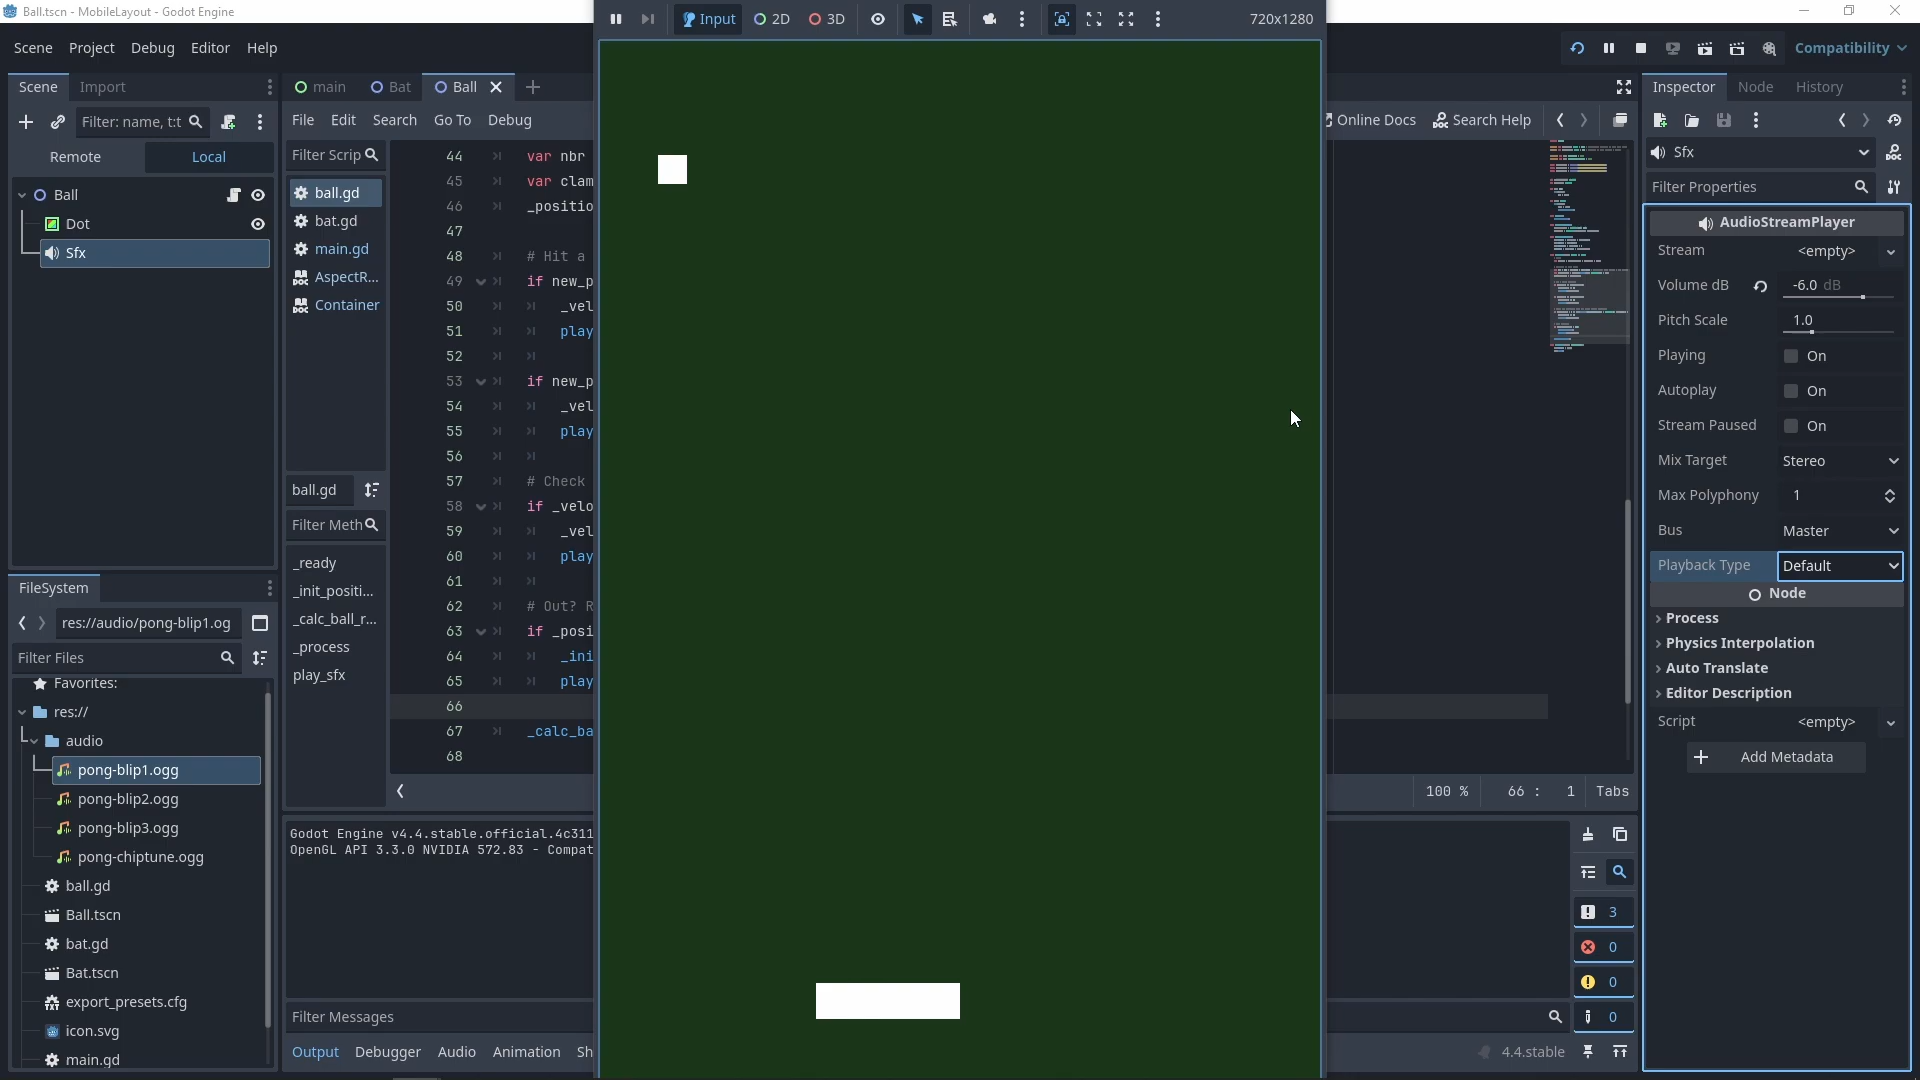 Ball.tscn - MobileLayout - Godot Engine
Scene Project Debug Editor Help
Input 2D 3D 720x1280
Compatibility
Scene Import
Filter: name, t:t
Remote Local
Ball
Dot
Sfx
FileSystem
res://audio/pong-blip1.og
Filter Files
Favorites:
res://
audio
pong-blip1.ogg
pong-blip2.ogg
pong-blip3.ogg
pong-chiptune.ogg
ball.gd
Ball.tscn
bat.gd
Bat.tscn
export_presets.cfg
icon.svg
main.gd
main Bat Ball
File Edit Search Go To Debug
Online Docs Search Help
Filter Scrip
ball.gd
bat.gd
main.gd
AspectR...
Container
ball.gd
Filter Meth
_ready
_init_positi...
_calc_ball_r...
_process
play_sfx
44 var nbr
45 var clam
46 _positio
47
48 # Hit a
49 if new_p
50 _vel
51 play
52
53 if new_p
54 _vel
55 play
56
57 # Check
58 if _velo
59 _vel
60 play
61
62 # Out? R
63 if _posi
64 _ini
65 play
66
67 _calc_ba
68
100 % 66 : 1 Tabs
Godot Engine v4.4.stable.official.4c311
OpenGL API 3.3.0 NVIDIA 572.83 - Compat
3
0
0
0
Filter Messages
Output Debugger Audio Animation Sh
4.4.stable
Inspector Node History
Sfx
Filter Properties
AudioStreamPlayer
Stream <empty>
Volume dB -6.0 dB
Pitch Scale 1.0
Playing On
Autoplay On
Stream Paused On
Mix Target Stereo
Max Polyphony 1
Bus Master
Playback Type Default
Node
Process
Physics Interpolation
Auto Translate
Editor Description
Script <empty>
Add Metadata